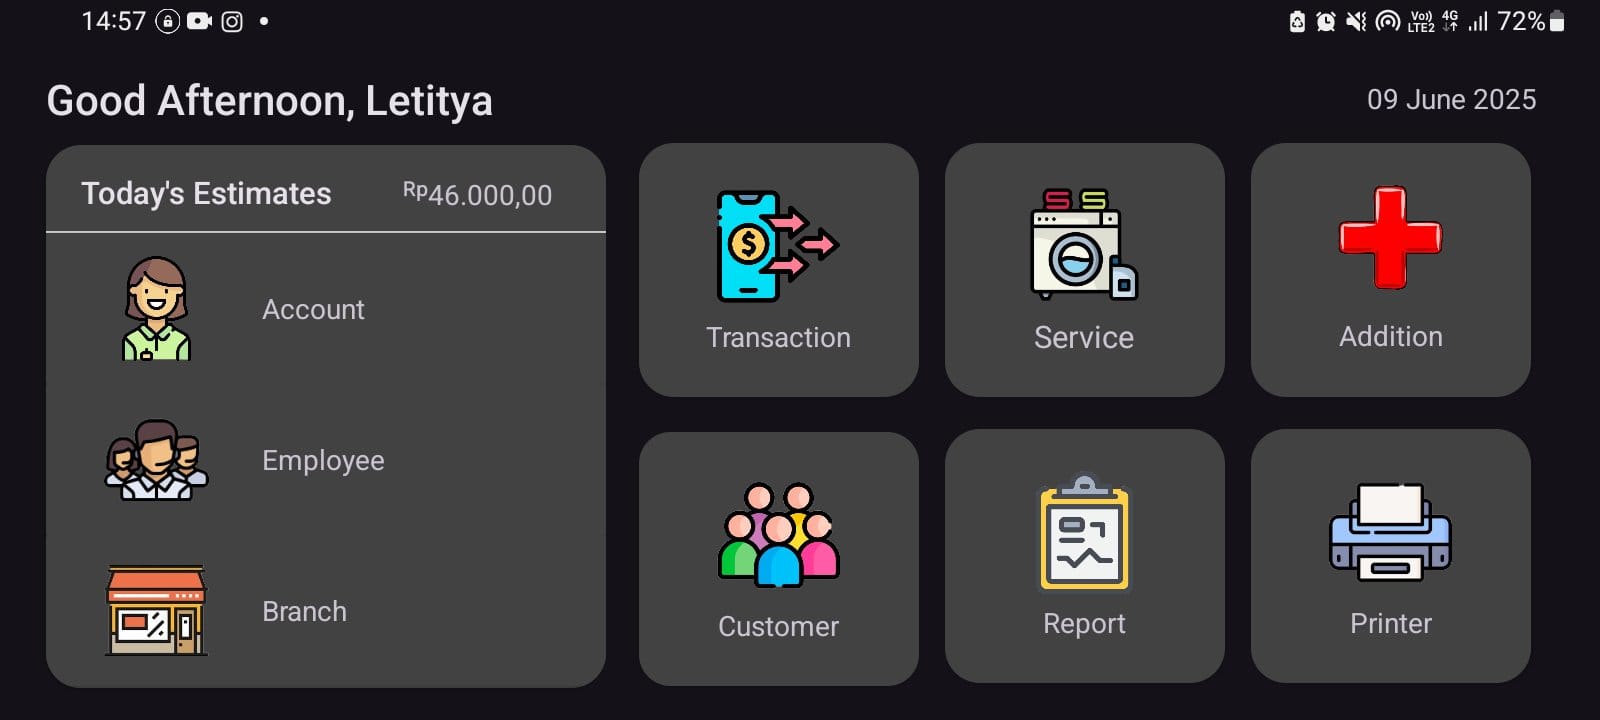 14:57
Vo)) LTE2 4G 72%
Good Afternoon, Letitya
09 June 2025
Today's Estimates
Rp46.000,00
Account
Employee
Branch
$
Transaction
Service
Addition
Customer
Report
Printer